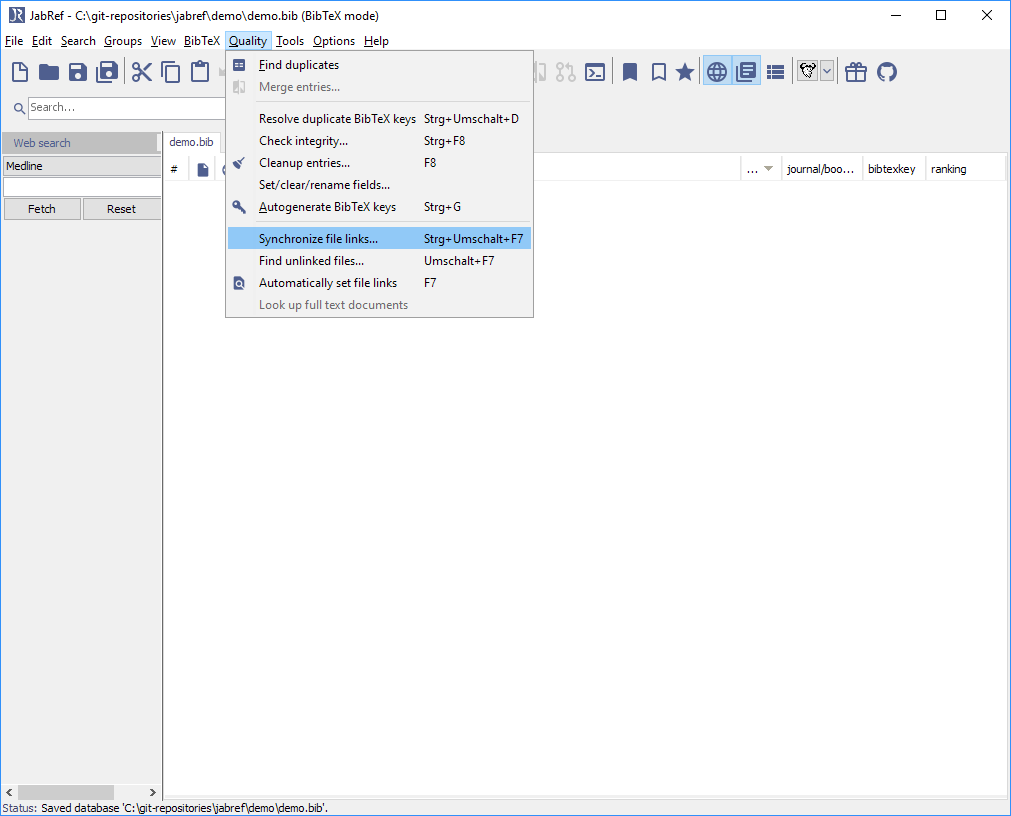 JabRef - C:\git-repositories\jabref\demo\demo.bib (BibTeX mode)
File Edit Search Groups View BibTeX Quality Tools Options Help
Find duplicates
Merge entries...
Search...
Resolve duplicate BibTeX keys Strg+Umschalt+D
Web search
demo.bib
Check integrity... Strg+F8
Medline
#
Cleanup entries... F8
... journal/boo... bibtexkey ranking
Set/clear/rename fields...
Fetch Reset
Autogenerate BibTeX keys Strg+G
Synchronize file links... Strg+Umschalt+F7
Find unlinked files... Umschalt+F7
Automatically set file links F7
Look up full text documents
Status: Saved database 'C:\git-repositories\jabref\demo\demo.bib'.